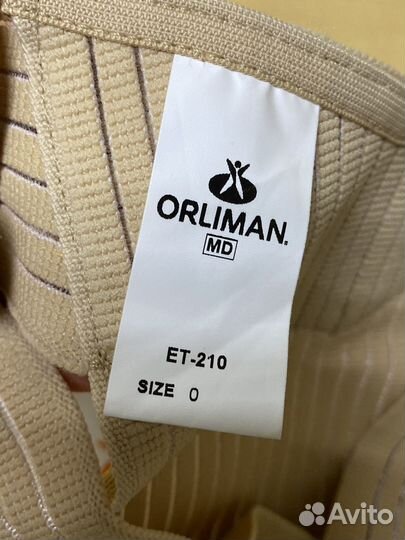 ORLIMAN.
MD
ET-210
SIZE 0
Avito